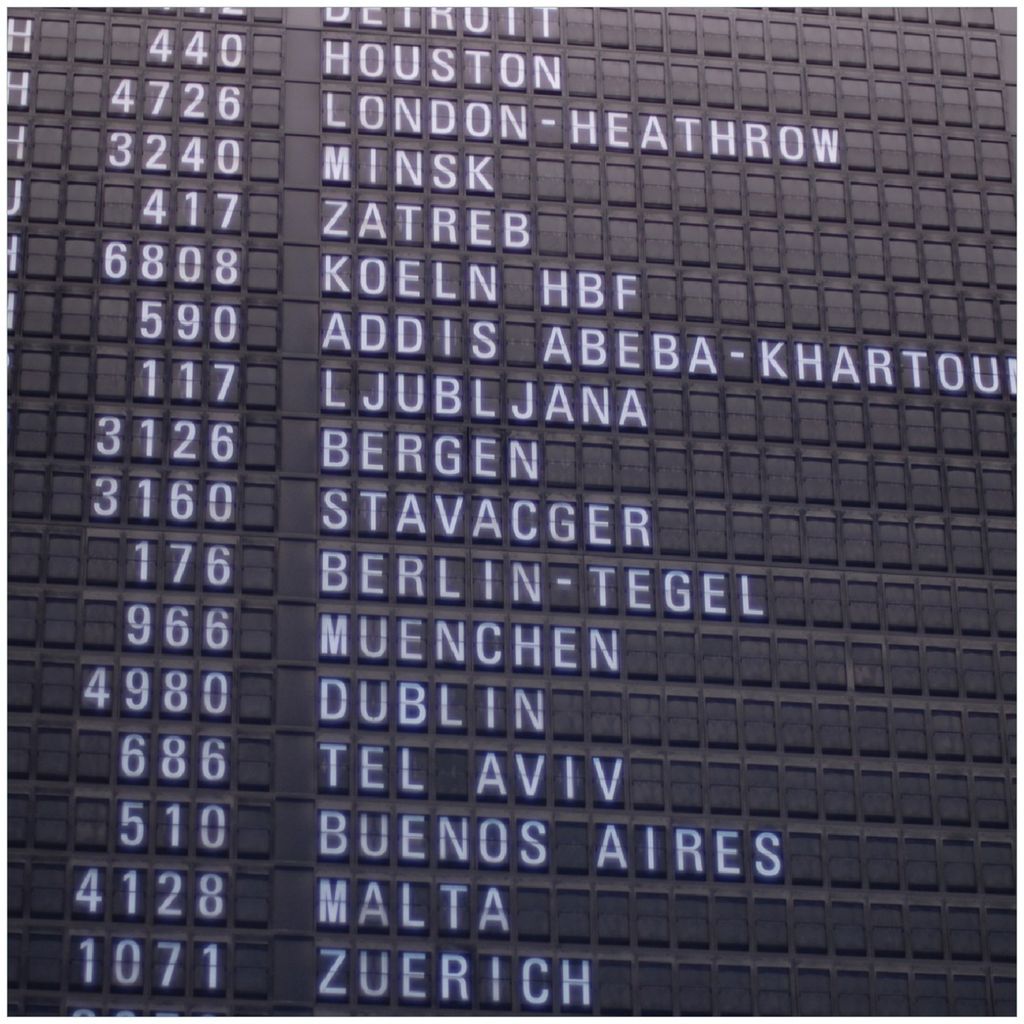 DETROIT
H 440 HOUSTON
H 4726 LONDON-HEATHROW
H 3240 MINSK
417 ZATREB
6808 KOELN HBF
590 ADDIS ABEBA-KHARTOU
117 LJUBLJANA
3126 BERGEN
3160 STAVACGER
176 BERLIN-TEGEL
966 MUENCHEN
4980 DUBLIN
686 TEL AVIV
510 BUENOS AIRES
4128 MALTA
1071 ZUERICH